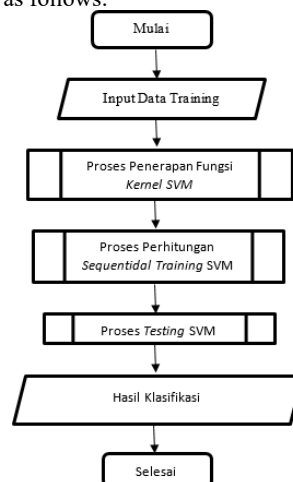 as follows:
Mulai
Input Data Training
Proses Penerapan Fungsi
Kernel SVM
Proses Perhitungan
Sequentidal Training SVM
Proses Testing SVM
Hasil Klasifikasi
Selesai